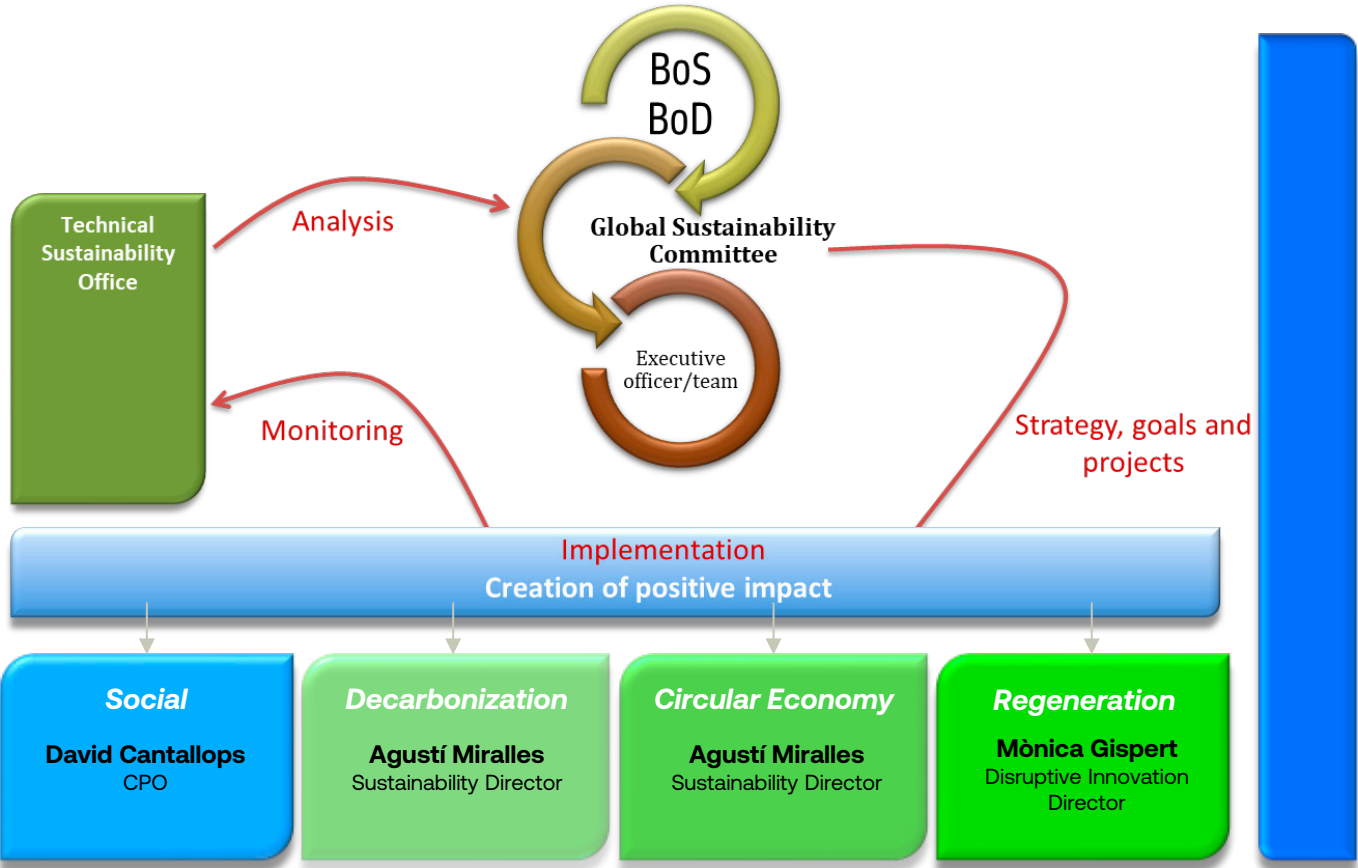 BoS
BoD
Technical
Sustainability
Office
Analysis
Global Sustainability
Committee
Executive
officer/team
Monitoring
Strategy, goals and
projects
Implementation
Creation of positive impact
Social
David Cantallops
CPO
Decarbonization
Agustí Miralles
Sustainability Director
Circular Economy
Agustí Miralles
Sustainability Director
Regeneration
Mònica Gispert
Disruptive Innovation
Director